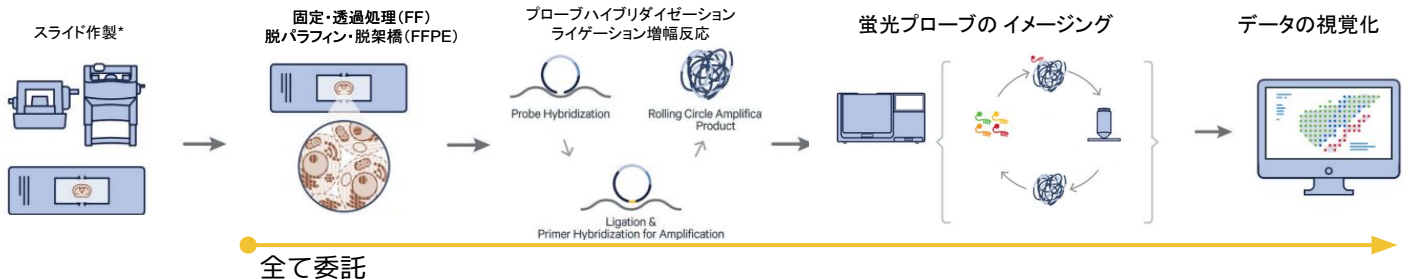 スライド作製*
固定・透過処理(FF)
脱パラフィン・脱架橋(FFPE)
プローブハイブリダイゼーション
ライゲーション増幅反応
蛍光プローブの イメージング
データの視覚化
Probe Hybridization
Rolling Circle Amplifica
Product
Ligation &
Primer Hybridization for Amplification
全て委託